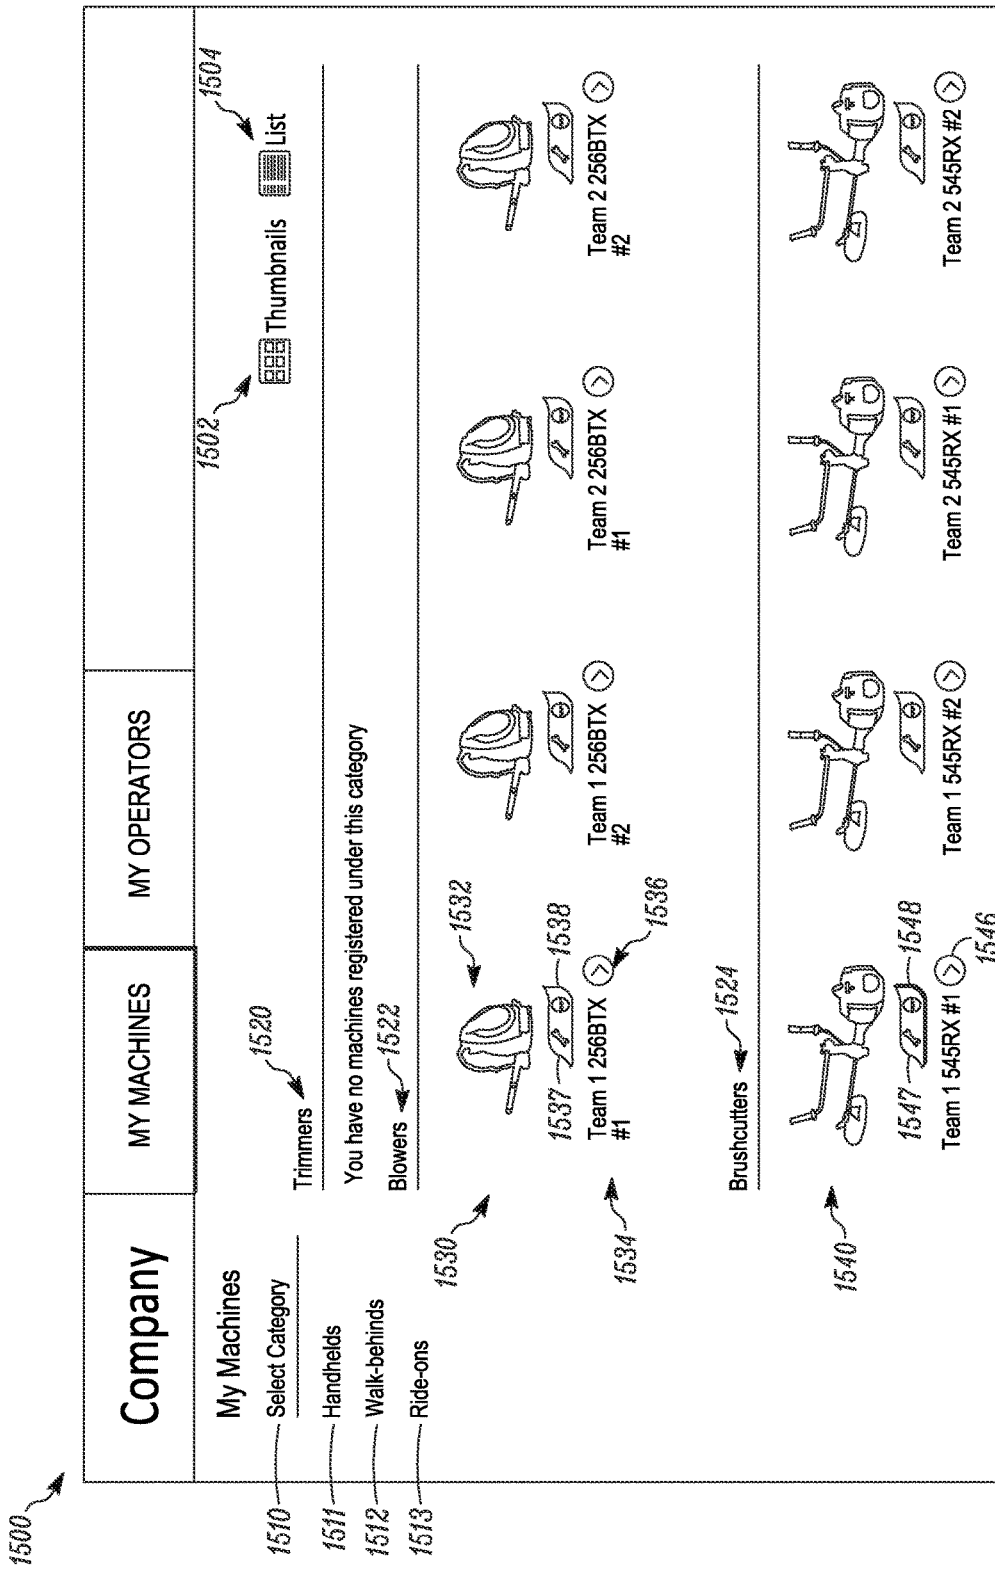 1500
Company
MY MACHINES
MY OPERATORS
My Machines
1502
Thumbnails
1504
List
1510
Select Category
1511
Handhelds
1512
Walk-behinds
1513
Ride-ons
Trimmers
1520
You have no machines registered under this category
Blowers
1522
1530
1532
1537
1538
1534
Team 1 256BTX
#1
1536
Team 1 256BTX
#2
Team 2 256BTX
#1
Team 2 256BTX
#2
Brushcutters
1524
1540
1547
1548
Team 1 545RX #1
1546
Team 1 545RX #2
Team 2 545RX #1
Team 2 545RX #2